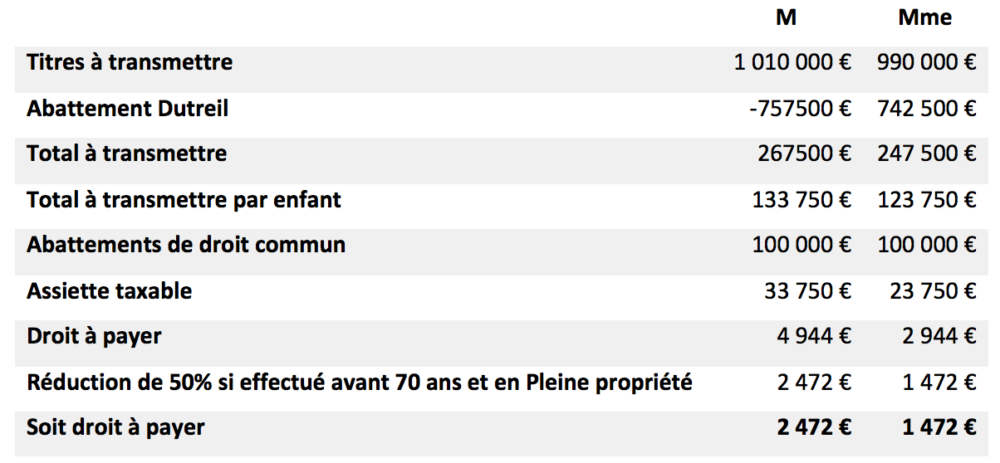 M Mme
Titres à transmettre 1 010 000 € 990 000 €
Abattement Dutreil -757500 € 742 500 €
Total à transmettre 267500 € 247 500 €
Total à transmettre par enfant 133 750 € 123 750 €
Abattements de droit commun 100 000 € 100 000 €
Assiette taxable 33 750 € 23 750 €
Droit à payer 4 944 € 2 944 €
Réduction de 50% si effectué avant 70 ans et en Pleine propriété 2 472 € 1 472 €
Soit droit à payer 2 472 € 1 472 €